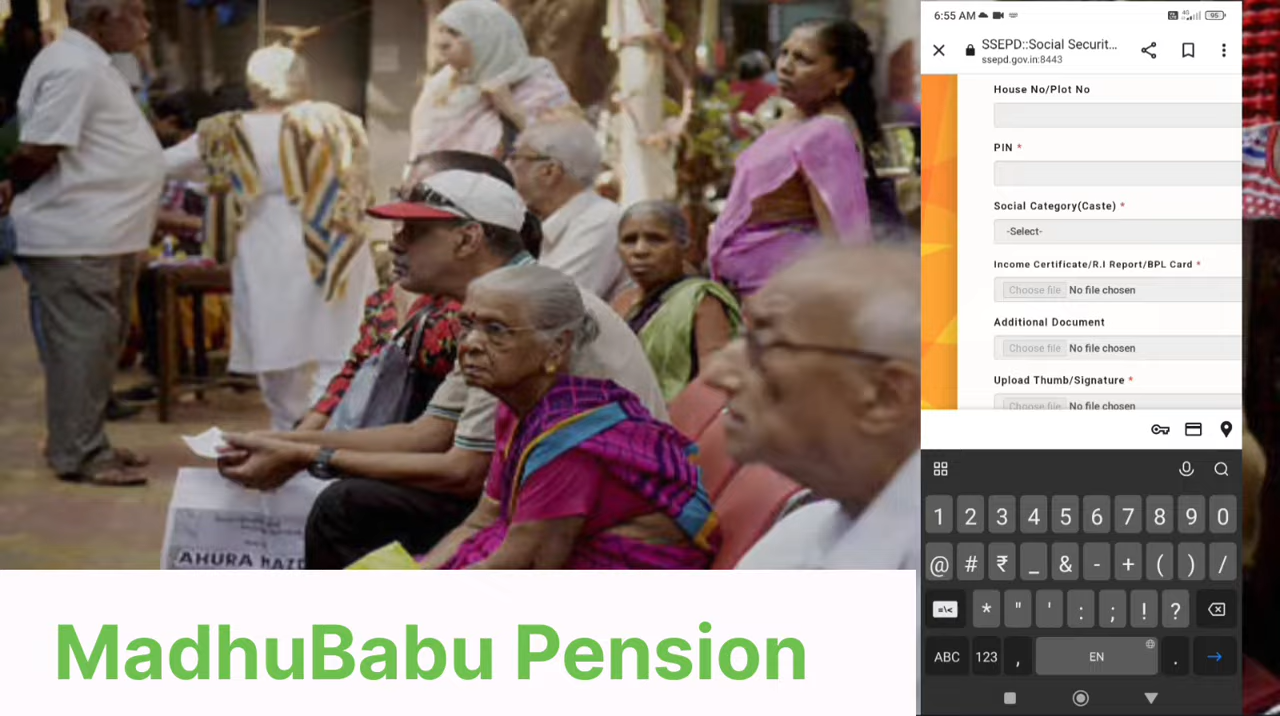 AHURA MAZD
MadhuBabu Pension
6:55 AM
4G
95
SSEPD::Social Securit...
ssepd.gov.in:8443
House No/Plot No
PIN *
Social Category(Caste) *
-Select-
Income Certificate/R.I Report/BPL Card *
Choose file No file chosen
Additional Document
Choose file No file chosen
Upload Thumb/Signature *
Choose file No file chosen
1 2 3 4 5 6 7 8 9 0
@ # ₹ _ & - + ( ) /
=\< * " ' : ; ! ?
ABC 123 , EN .